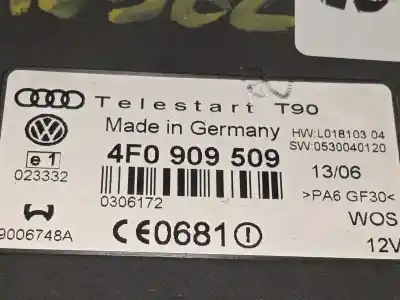 Telestart T90
Made in Germany
HW:L018103 04
SW:0530040120
e1
4F0 909 509
13/06
023332
>PA6 GF30<
0306172
WOS
9006748A
CE0681
12V